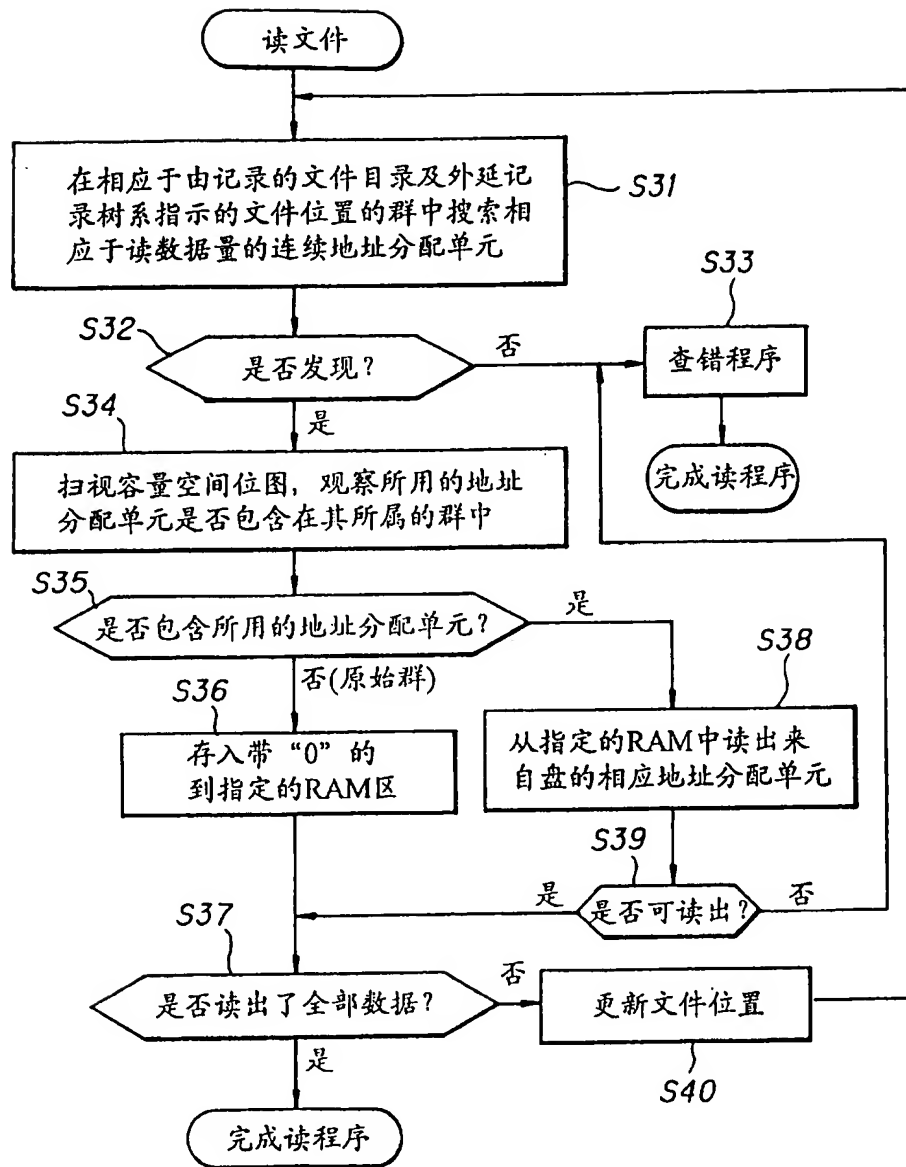 读文件
在相应于由记录的文件目录及外延记
录树系指示的文件位置的群中搜索相
应于读数据量的连续地址分配单元
S31
S33
S32
是否发现?
否
查错程序
是
S34
完成读程序
扫视容量空间位图，观察所用的地址
分配单元是否包含在其所属的群中
S35
是否包含所用的地址分配单元?
是
否(原始群)
S38
S36
存入带“0”的
到指定的RAM区
从指定的RAM中读出来
自盘的相应地址分配单元
S39
是
是否可读出?
否
S37
是否读出了全部数据?
否
更新文件位置
是
S40
完成读程序